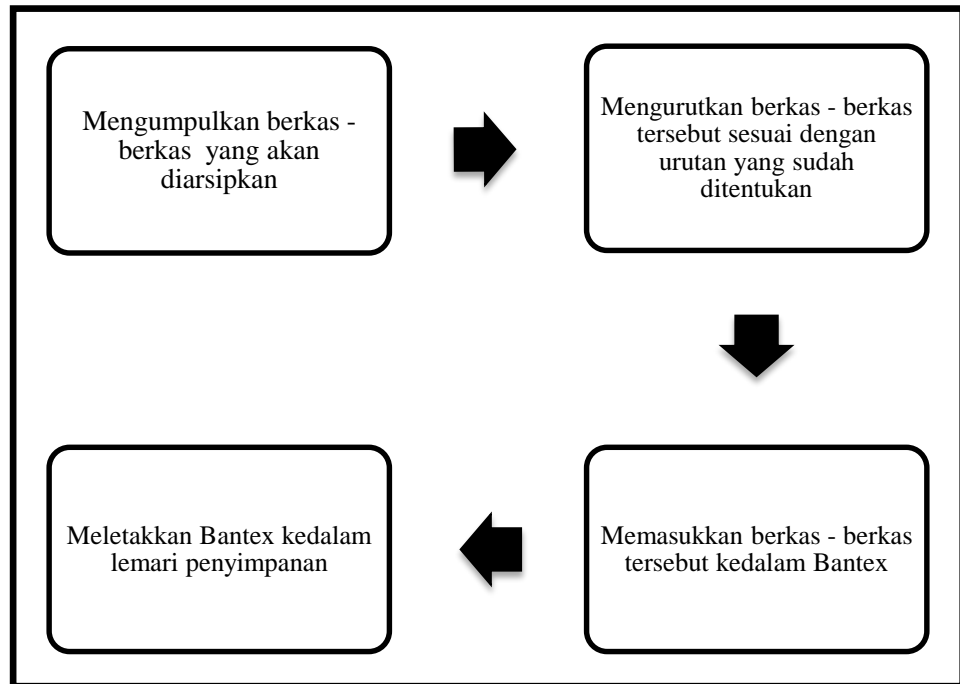 Mengumpulkan berkas -
berkas  yang akan
diarsipkan
Mengurutkan berkas - berkas
tersebut sesuai dengan
urutan yang sudah
ditentukan
Memasukkan berkas - berkas
tersebut kedalam Bantex
Meletakkan Bantex kedalam
lemari penyimpanan